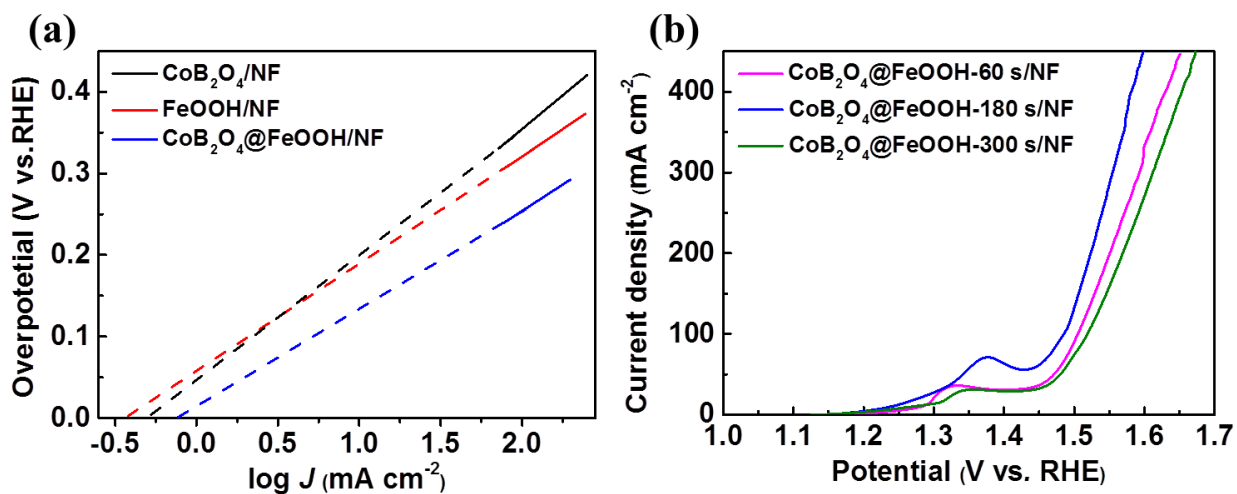 (a)
CoB₂O₄/NF
FeOOH/NF
CoB₂O₄@FeOOH/NF
Overpotetial (V vs.RHE)
0.4
0.3
0.2
0.1
0.0
-0.5 0.0 0.5 1.0 1.5 2.0
log J (mA cm⁻²)
(b)
CoB₂O₄@FeOOH-60 s/NF
CoB₂O₄@FeOOH-180 s/NF
CoB₂O₄@FeOOH-300 s/NF
Current density (mA cm⁻²)
400
300
200
100
0
1.0 1.1 1.2 1.3 1.4 1.5 1.6 1.7
Potential (V vs. RHE)